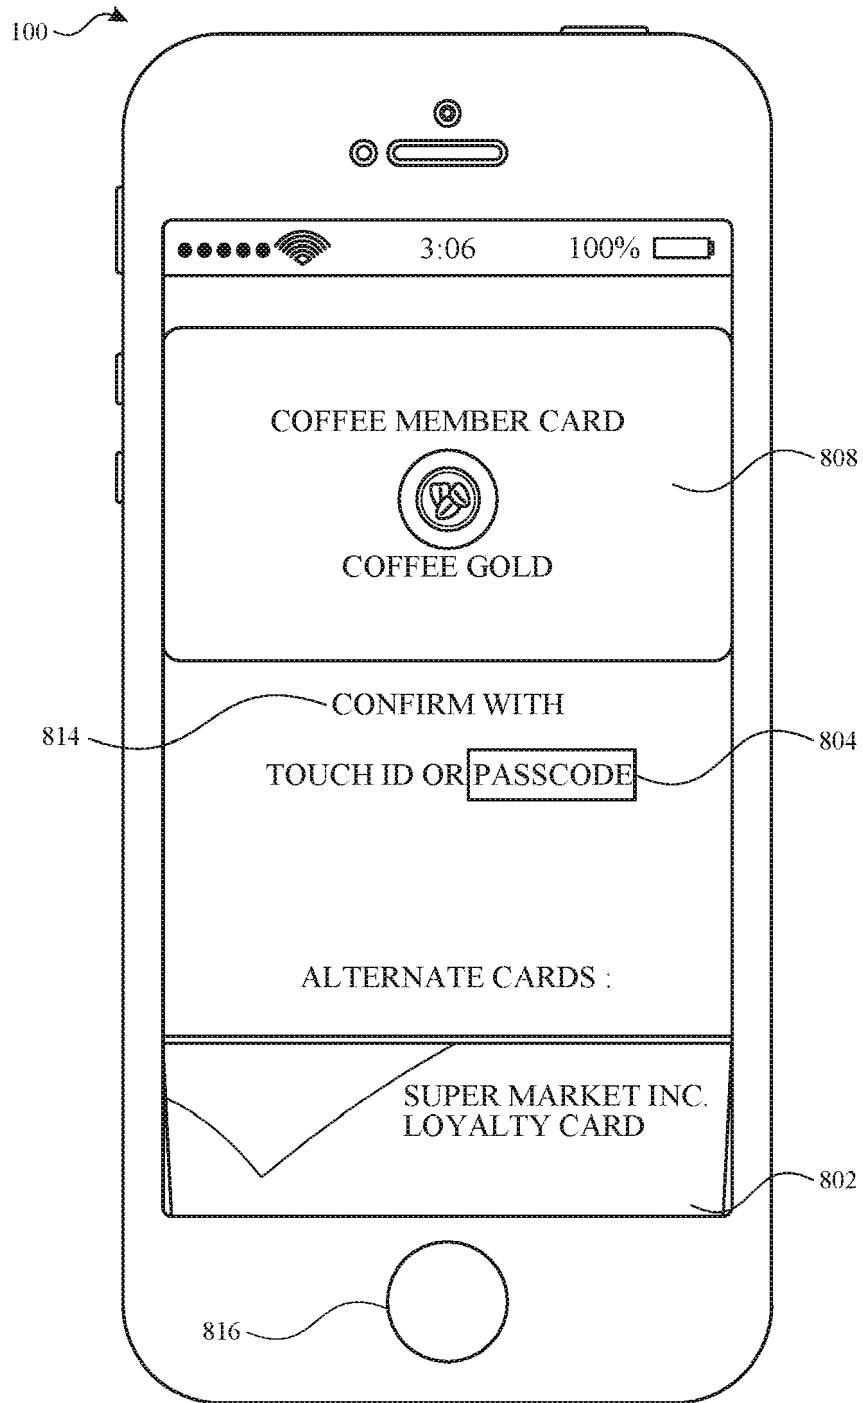 100
3:06 100%
COFFEE MEMBER CARD
808
COFFEE GOLD
CONFIRM WITH
814
804
TOUCH ID OR PASSCODE
ALTERNATE CARDS :
SUPER MARKET INC.
LOYALTY CARD
802
816